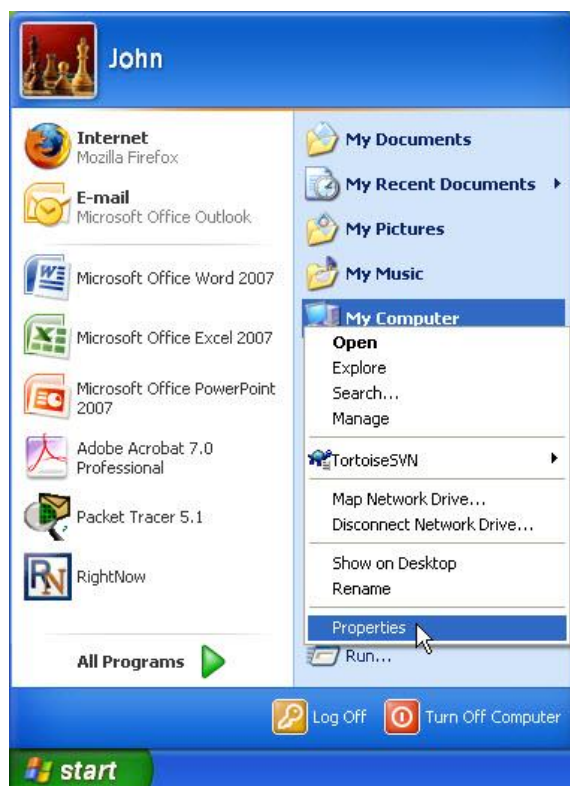 John
Internet
Mozilla Firefox
E-mail
Microsoft Office Outlook
Microsoft Office Word 2007
Microsoft Office Excel 2007
Microsoft Office PowerPoint
2007
Adobe Acrobat 7.0
Professional
Packet Tracer 5.1
RightNow
All Programs
My Documents
My Recent Documents
My Pictures
My Music
My Computer
Open
Explore
Search...
Manage
TortoiseSVN
Map Network Drive...
Disconnect Network Drive...
Show on Desktop
Rename
Properties
Run...
Log Off
Turn Off Computer
start